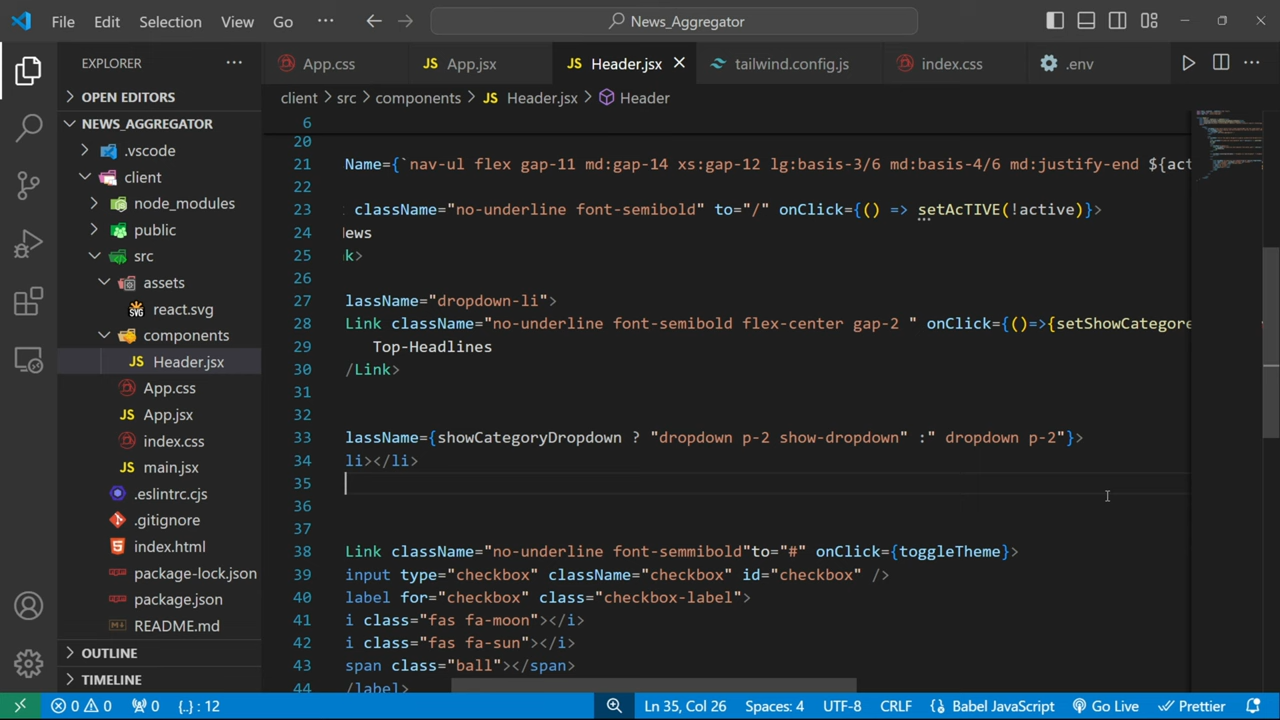 File Edit Selection View Go ··· News_Aggregator
EXPLORER ···
App.css
JS App.jsx
JS Header.jsx
tailwind.config.js
index.css
.env
···
OPEN EDITORS
client > src > components > JS Header.jsx > Header
NEWS_AGGREGATOR
.vscode
client
node_modules
public
src
assets
react.svg
components
JS Header.jsx
App.css
JS App.jsx
index.css
JS main.jsx
.eslintrc.cjs
.gitignore
index.html
package-lock.json
package.json
README.md
OUTLINE
TIMELINE
6
20
21 Name={`nav-ul flex gap-11 md:gap-14 xs:gap-12 lg:basis-3/6 md:basis-4/6 md:justify-end ${act
22
23 className="no-underline font-semibold" to="/" onClick={() => setAcTIVE(!active)}>
24 News
25 k>
26
27 lassName="dropdown-li">
28 Link className="no-underline font-semibold flex-center gap-2 " onClick={()=>{setShowCategore
29 Top-Headlines
30 /Link>
31
32
33 lassName={showCategoryDropdown ? "dropdown p-2 show-dropdown" :" dropdown p-2"}>
34 li></li>
35
36
37
38 Link className="no-underline font-semmibold"to="#" onClick={toggleTheme}>
39 input type="checkbox" className="checkbox" id="checkbox" />
40 label for="checkbox" class="checkbox-label">
41 i class="fas fa-moon"></i>
42 i class="fas fa-sun"></i>
43 span class="ball"></span>
44 /label>
0 0 0 {..} : 12 Ln 35, Col 26 Spaces: 4 UTF-8 CRLF Babel JavaScript Go Live Prettier